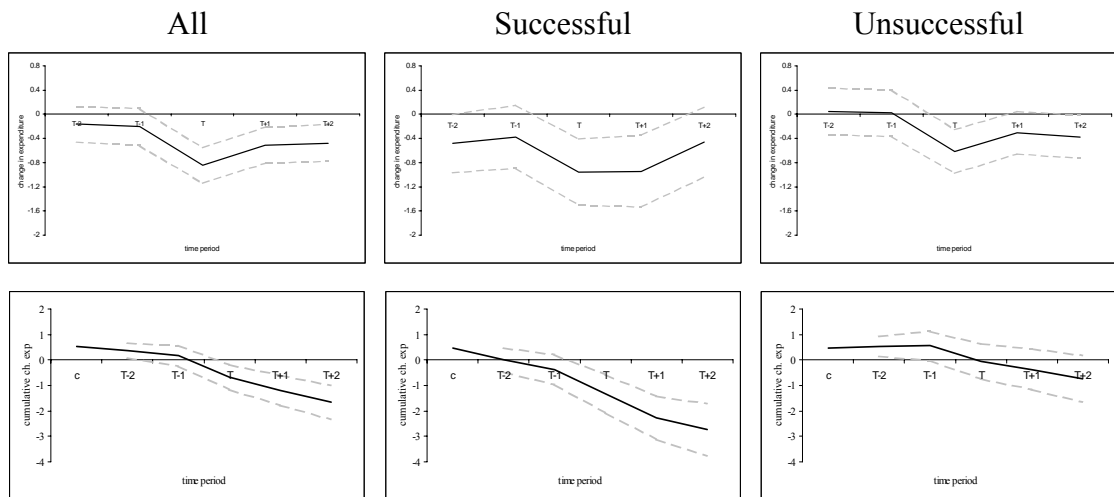 All Successful Unsuccessful
0.8
0.4
0
-0.4
-0.8
-1.2
-1.6
-2
change in expenditure
T-2 T-1 T T+1 T+2
time period
0.8
0.4
0
-0.4
-0.8
-1.2
-1.6
-2
change in expenditure
T-2 T-1 T T+1 T+2
time period
0.8
0.4
0
-0.4
-0.8
-1.2
-1.6
-2
change in expenditure
T-2 T-1 T T+1 T+2
time period
2
1
0
-1
-2
-3
-4
cumulative ch. exp
c T-2 T-1 T T+1 T+2
time period
2
1
0
-1
-2
-3
-4
cumulative ch. exp
c T-2 T-1 T T+1 T+2
time period
2
1
0
-1
-2
-3
-4
cumulative ch. exp
c T-2 T-1 T T+1 T+2
time period